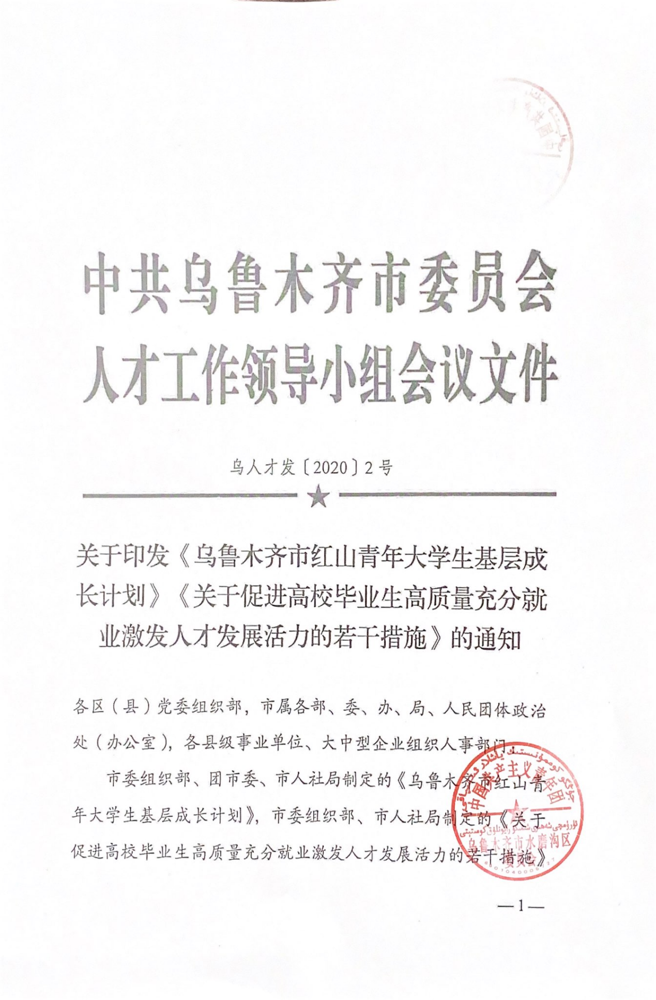 中共乌鲁木齐市委员会
人才工作领导小组会议文件
乌人才发〔2020〕2号
关于印发《乌鲁木齐市红山青年大学生基层成
长计划》《关于促进高校毕业生高质量充分就
业激发人才发展活力的若干措施》的通知
各区（县）党委组织部，市属各部、委、办、局、人民团体政治
处（办公室），各县级事业单位、大中型企业组织人事部门：
市委组织部、团市委、市人社局制定的《乌鲁木齐市红山青
年大学生基层成长计划》，市委组织部、市人社局制定的《关于
促进高校毕业生高质量充分就业激发人才发展活力的若干措施》
中国共产主义青年团
乌鲁木齐市水磨沟区
委员会
—1—